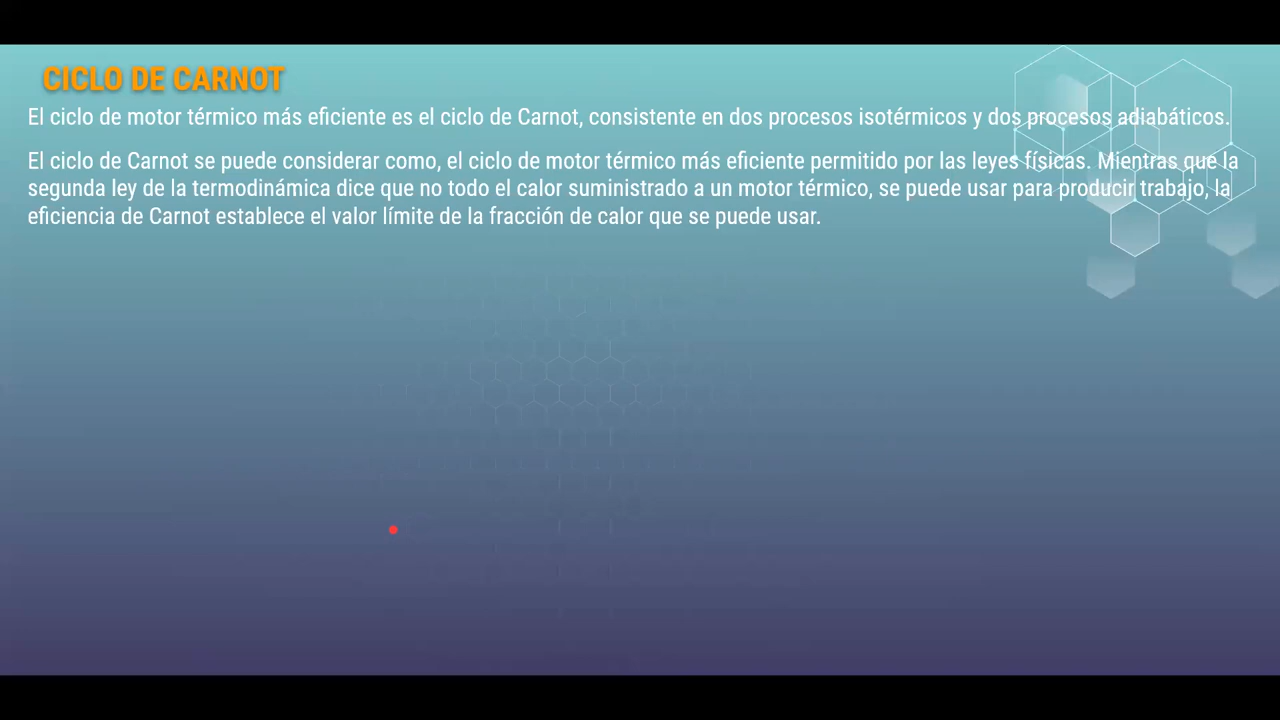 CICLO DE CARNOT
El ciclo de motor térmico más eficiente es el ciclo de Carnot, consistente en dos procesos isotérmicos y dos procesos adiabáticos.
El ciclo de Carnot se puede considerar como, el ciclo de motor térmico más eficiente permitido por las leyes físicas. Mientras que la
segunda ley de la termodinámica dice que no todo el calor suministrado a un motor térmico, se puede usar para producir trabajo, la
eficiencia de Carnot establece el valor límite de la fracción de calor que se puede usar.